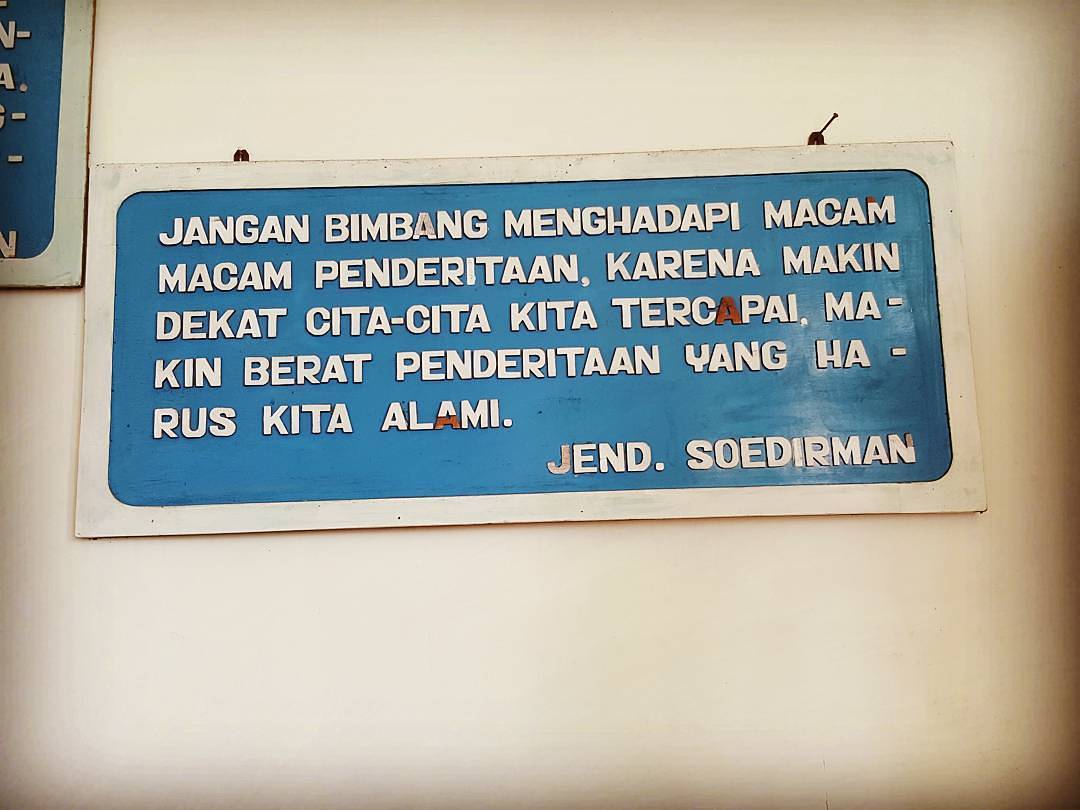 JANGAN BIMBANG MENGHADAPI MACAM
MACAM PENDERITAAN, KARENA MAKIN
DEKAT CITA-CITA KITA TERCAPAI, MA-
KIN BERAT PENDERITAAN YANG HA-
RUS KITA ALAMI.
JEND. SOEDIRMAN